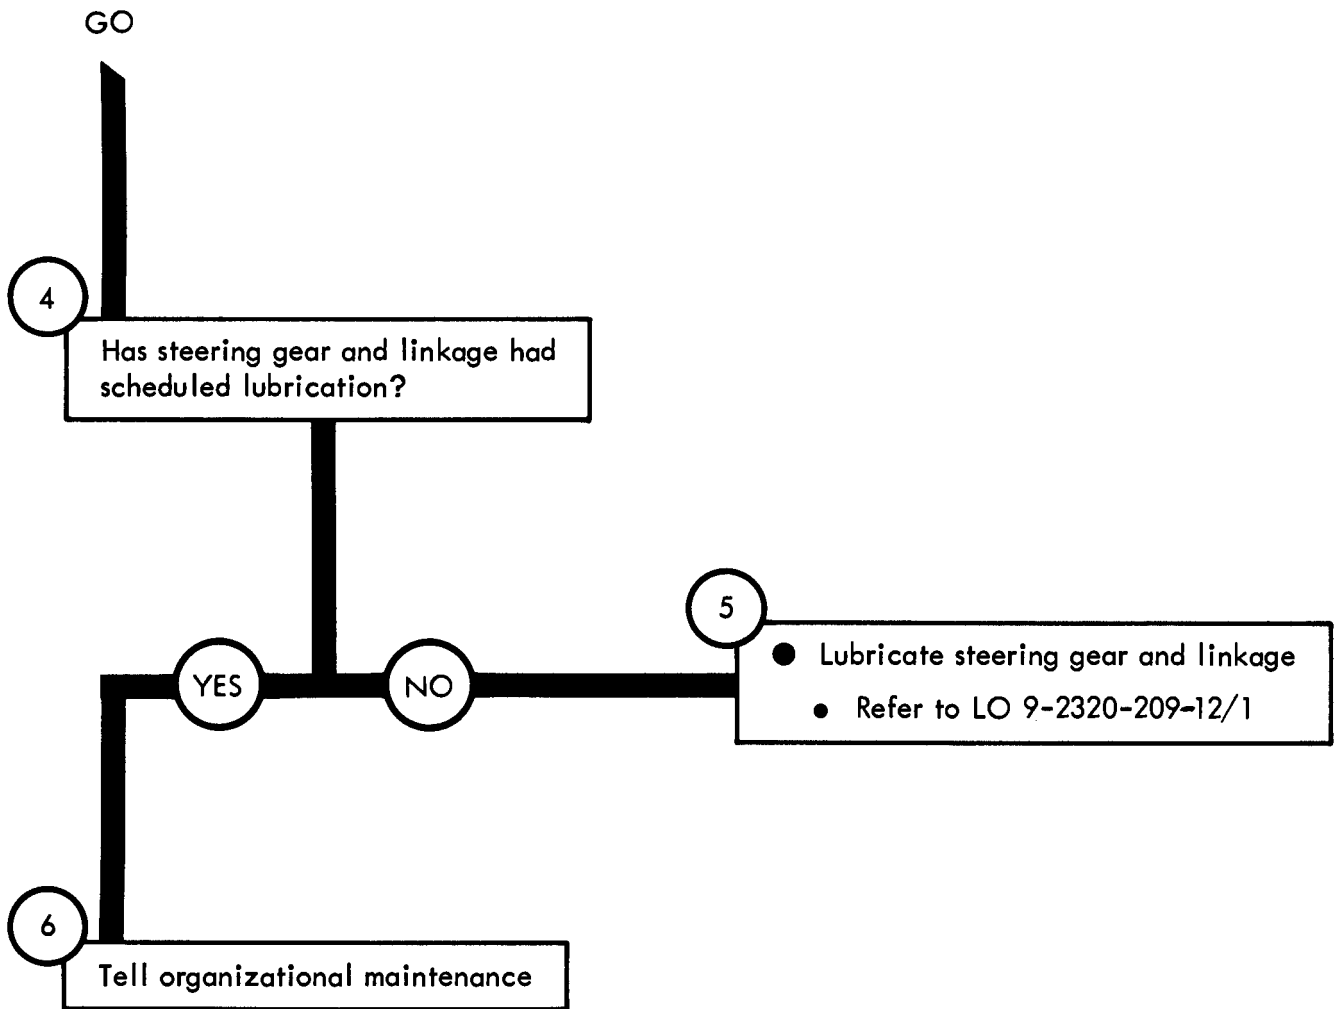 GO
4
Has steering gear and linkage had
scheduled lubrication?
YES
NO
5
● Lubricate steering gear and linkage
● Refer to LO 9-2320-209-12/1
6
Tell organizational maintenance